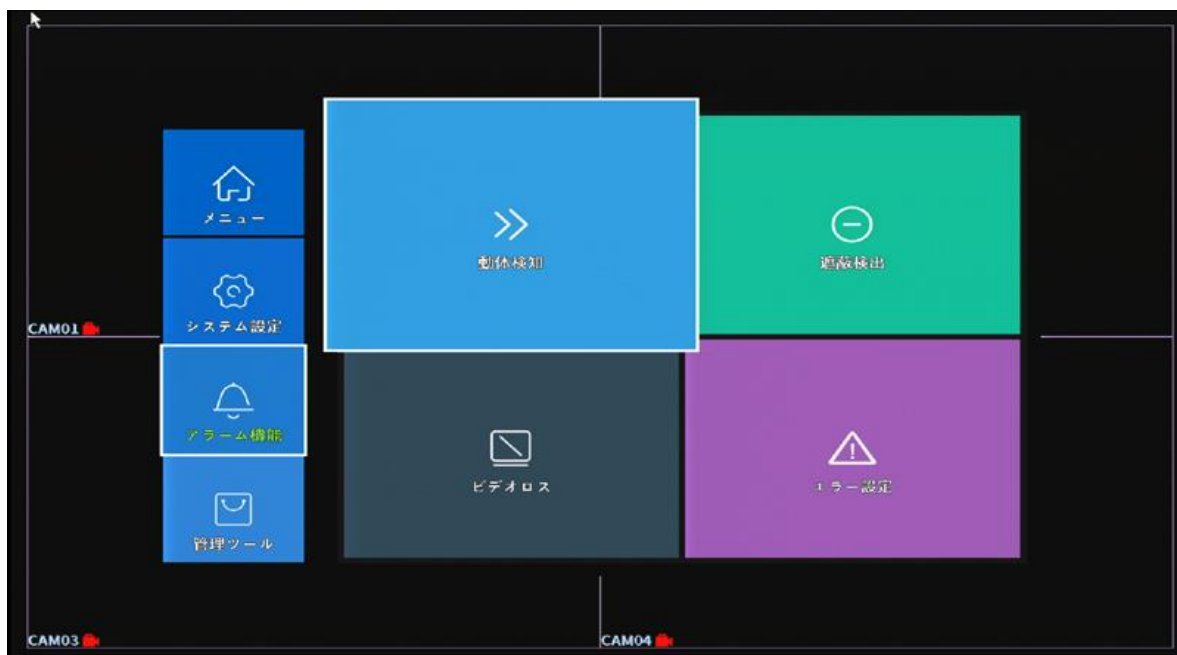 メニュー
システム設定
アラーム機能
管理ツール
動体検知
遮蔽検出
ビデオロス
エラー設定
CAM01
CAM03
CAM04